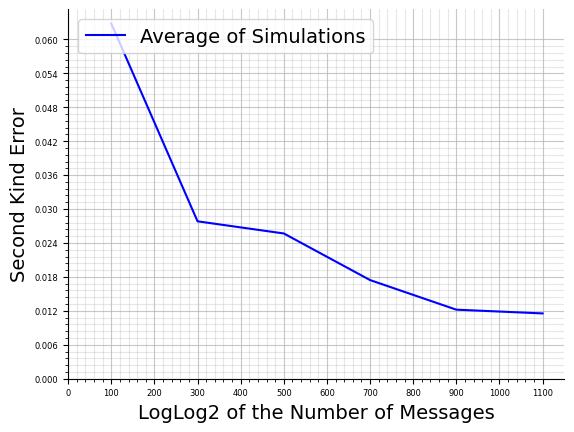 Average of Simulations
Second Kind Error
0.060
0.054
0.048
0.042
0.036
0.030
0.024
0.018
0.012
0.006
0.000
0 100 200 300 400 500 600 700 800 900 1000 1100
LogLog2 of the Number of Messages